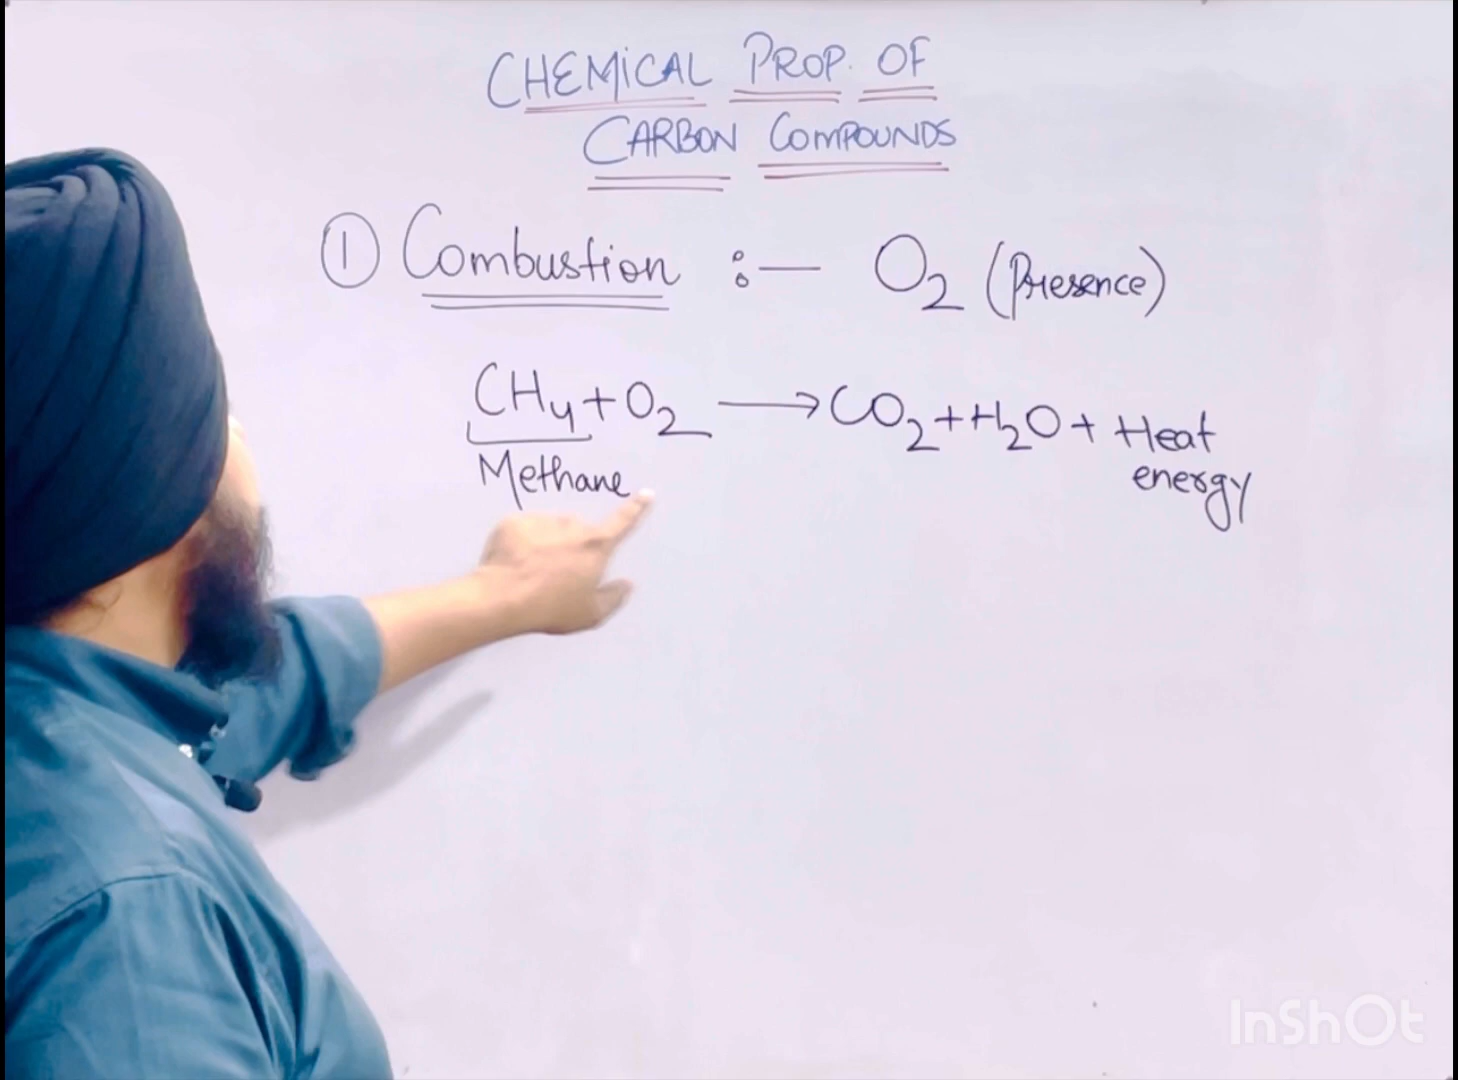 CHEMICAL PROP. OF
CARBON COMPOUNDS
① Combustion :— O₂ (Presence)
CH₄ + O₂ ⟶ CO₂ + H₂O + Heat
Methane energy
InShOt